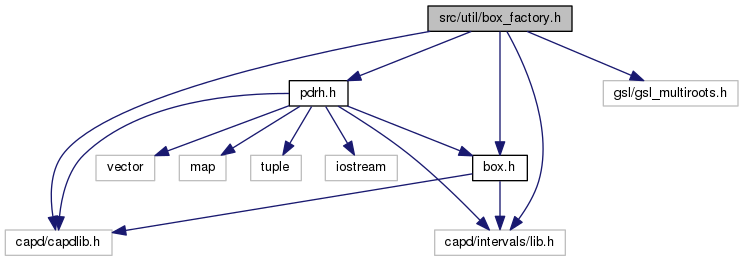 src/util/box_factory.h
pdrh.h
gsl/gsl_multiroots.h
vector
map
tuple
iostream
box.h
capd/capdlib.h
capd/intervals/lib.h